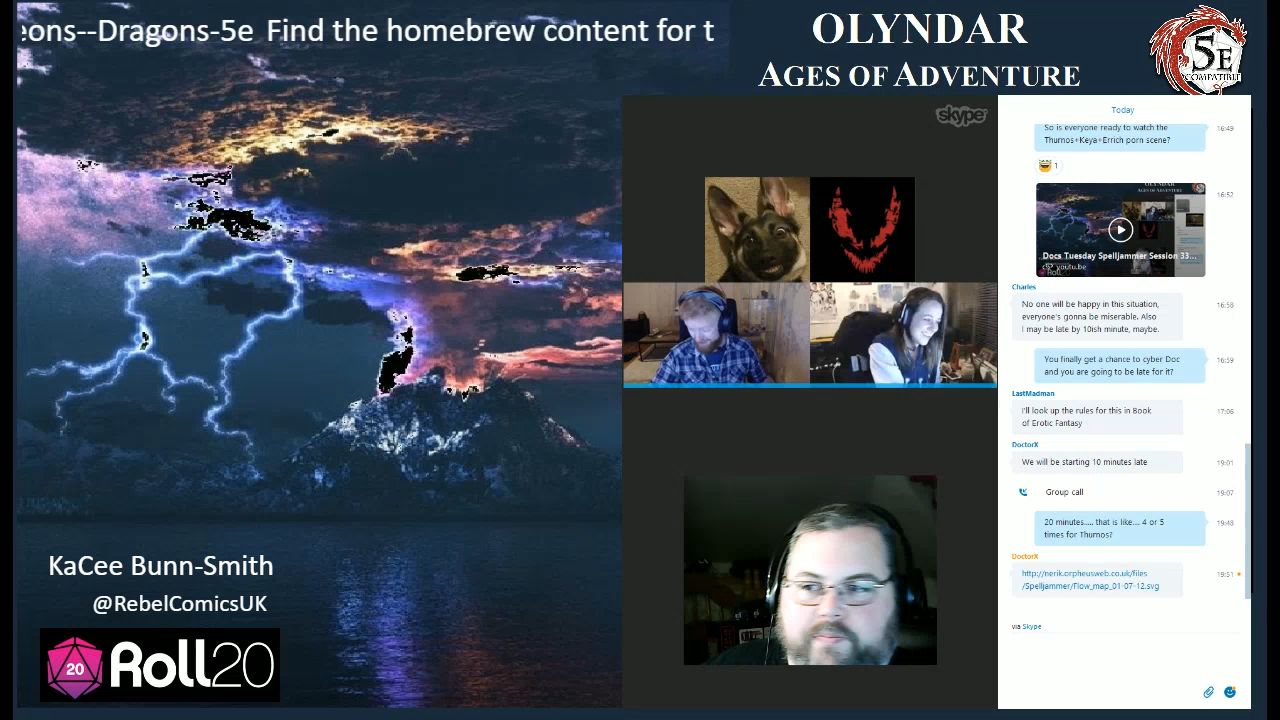 eons--Dragons-5e Find the homebrew content for t
OLYNDAR
AGES OF ADVENTURE
5E
COMPATIBLE
skype
Today
So is everyone ready to watch the
Thurnos+Keya+Errich porn scene?
16:49
1
16:52
OLYNDAR
AGES OF ADVENTURE
Docs Tuesday Spelljammer Session 33...
youtu.be
Charles
No one will be happy in this situation,
everyone's gonna be miserable. Also
I may be late by 10ish minute, maybe.
16:58
You finally get a chance to cyber Doc
and you are going to be late for it?
16:59
LastMadman
I'll look up the rules for this in Book
of Erotic Fantasy
17:06
DoctorX
We will be starting 10 minutes late
19:01
Group call
19:07
20 minutes..... that is like.... 4 or 5
times for Thurnos?
19:48
DoctorX
http://nerik.orpheusweb.co.uk/files
/Spelljammer/Flow_map_01-07-12.svg
19:51
via Skype
KaCee Bunn-Smith
@RebelComicsUK
20
Roll20